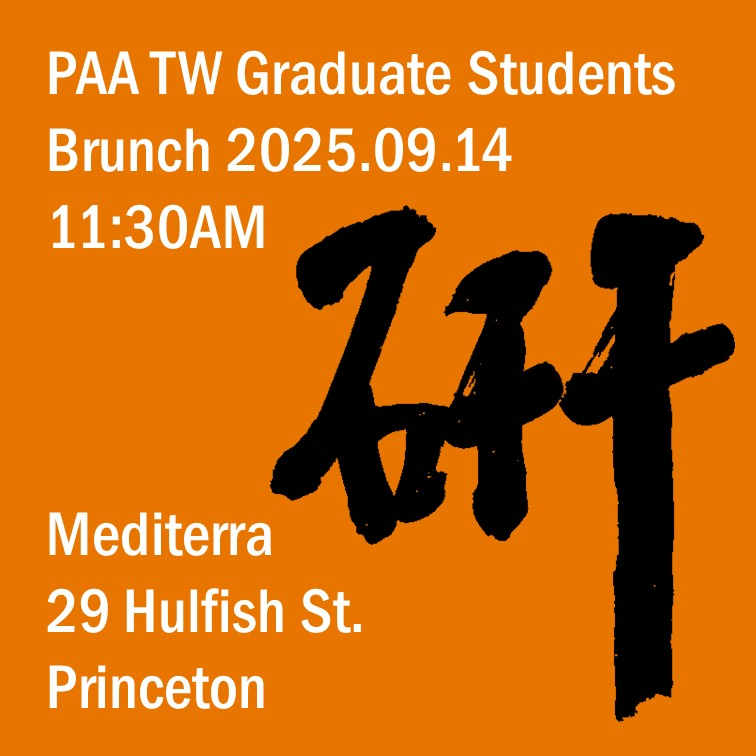 PAA TW Graduate Students
Brunch 2025.09.14
11:30AM
研
Mediterra
29 Hulfish St.
Princeton